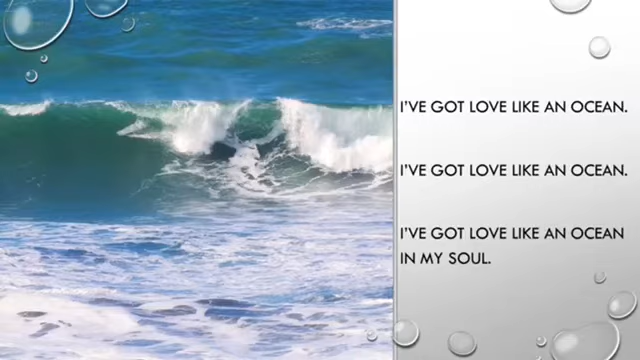 I'VE GOT LOVE LIKE AN OCEAN.
I'VE GOT LOVE LIKE AN OCEAN.
I'VE GOT LOVE LIKE AN OCEAN
IN MY SOUL.